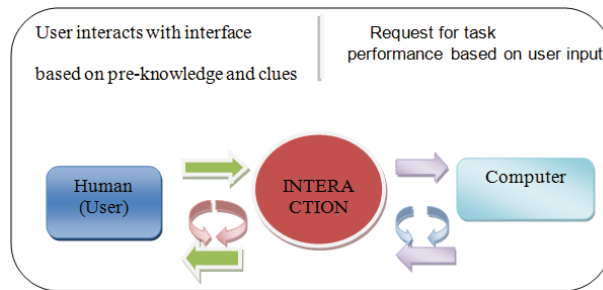 User interacts with interface
based on pre-knowledge and clues
Request for task
performance based on user input
Human
(User)
INTERA
CTION
Computer